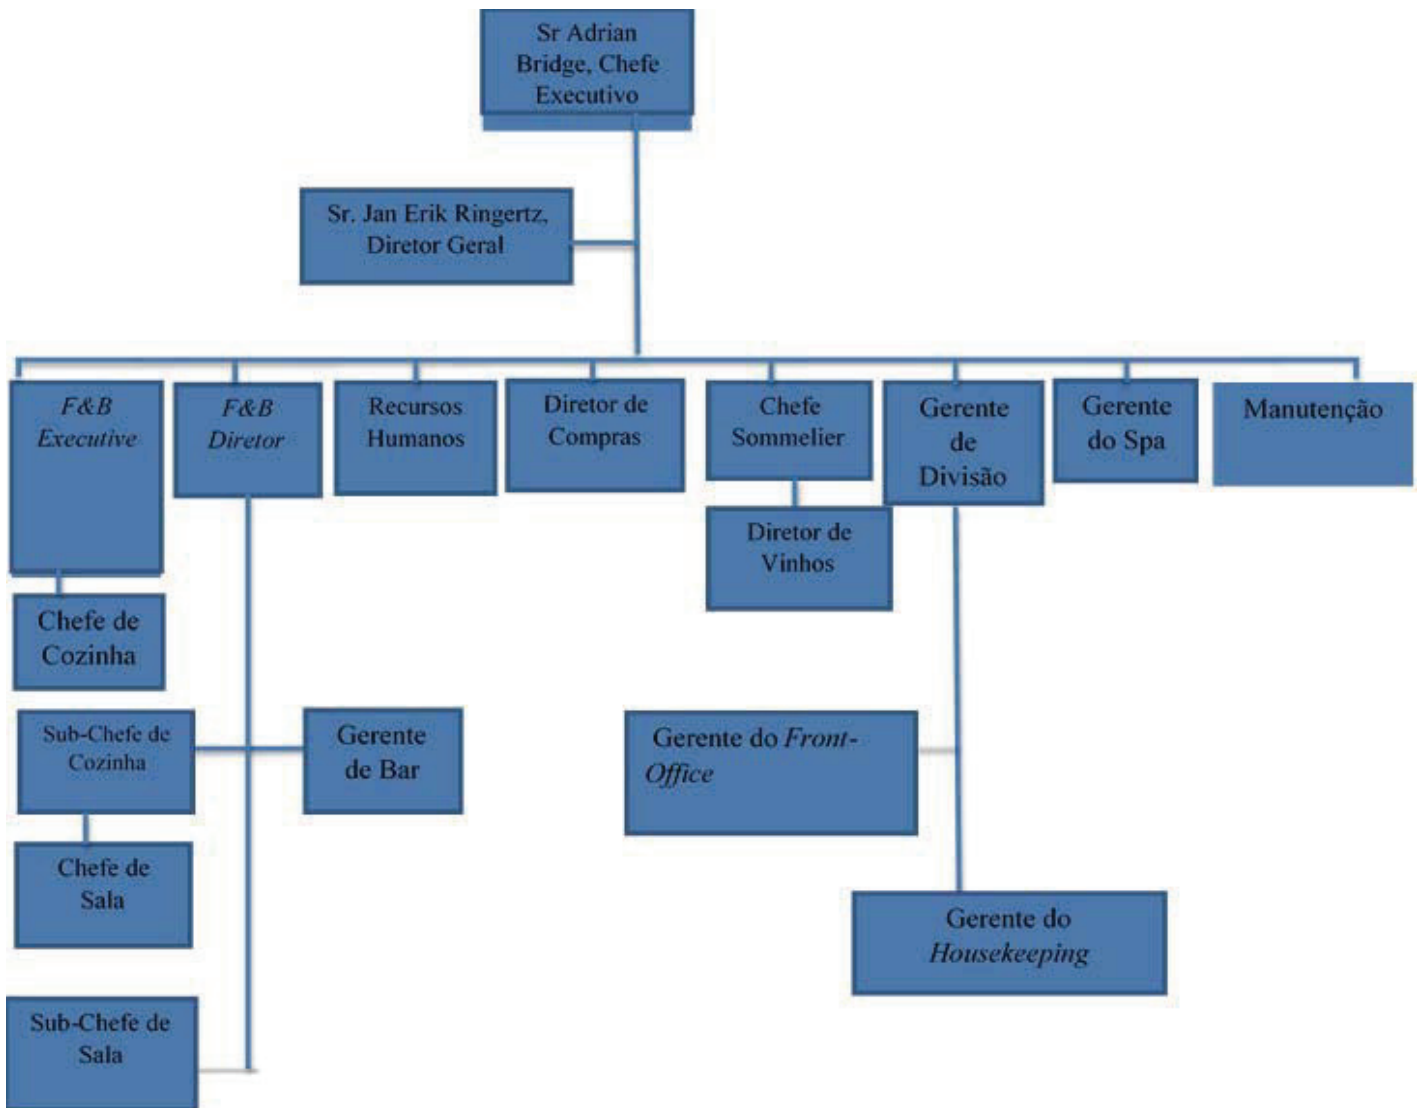 Sr Adrian
Bridge, Chefe
Executivo
Sr. Jan Erik Ringertz,
Diretor Geral
F&B
Executive
F&B
Diretor
Recursos
Humanos
Diretor de
Compras
Chefe
Sommelier
Gerente
de
Divisão
Gerente
do Spa
Manutenção
Diretor de
Vinhos
Chefe de
Cozinha
Sub-Chefe de
Cozinha
Gerente
de Bar
Gerente do Front-
Office
Chefe de
Sala
Gerente do
Housekeeping
Sub-Chefe de
Sala